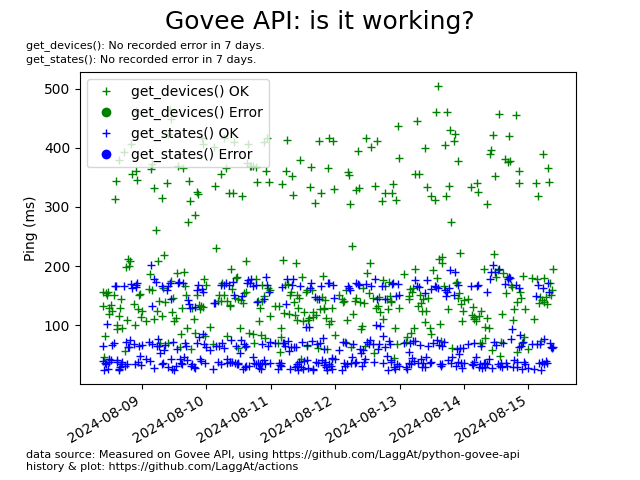 Govee API: is it working?
get_devices(): No recorded error in 7 days.
get_states(): No recorded error in 7 days.
get_devices() OK
get_devices() Error
get_states() OK
get_states() Error
500
400
300
200
100
Ping (ms)
2024-08-09
2024-08-10
2024-08-11
2024-08-12
2024-08-13
2024-08-14
2024-08-15
data source: Measured on Govee API, using https://github.com/LaggAt/python-govee-api
history & plot: https://github.com/LaggAt/actions